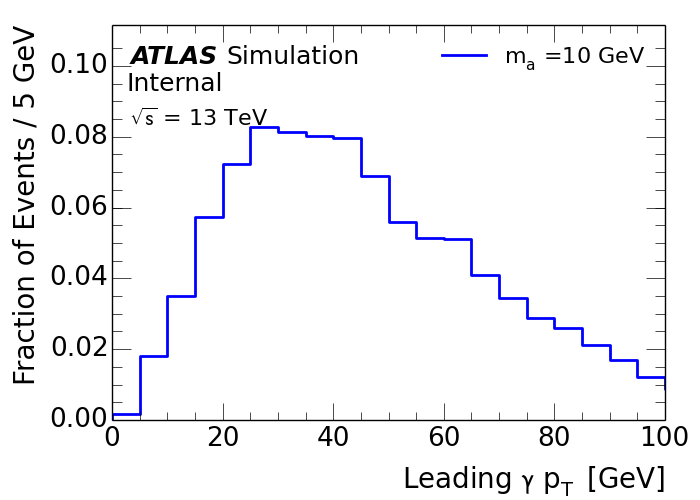 ATLAS Simulation
Internal
√s = 13 TeV
mₐ =10 GeV
Fraction of Events / 5 GeV
0.10
0.08
0.06
0.04
0.02
0.00
0 20 40 60 80 100
Leading γ p_T [GeV]